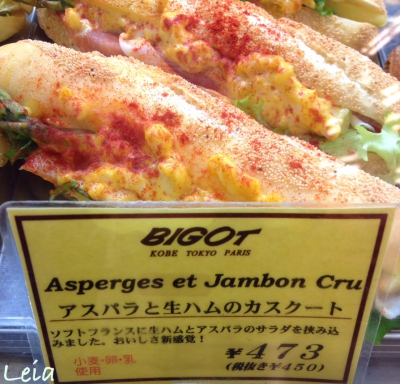 BIGOT
KOBE TOKYO PARIS
Asperges et Jambon Cru
アスパラと生ハムのカスクート
ソフトフランスに生ハムとアスパラのサラダを挟み込
みました。おいしさ新感覚!
小麦・卵・乳
使用
¥473
(税抜き¥450)
Leia